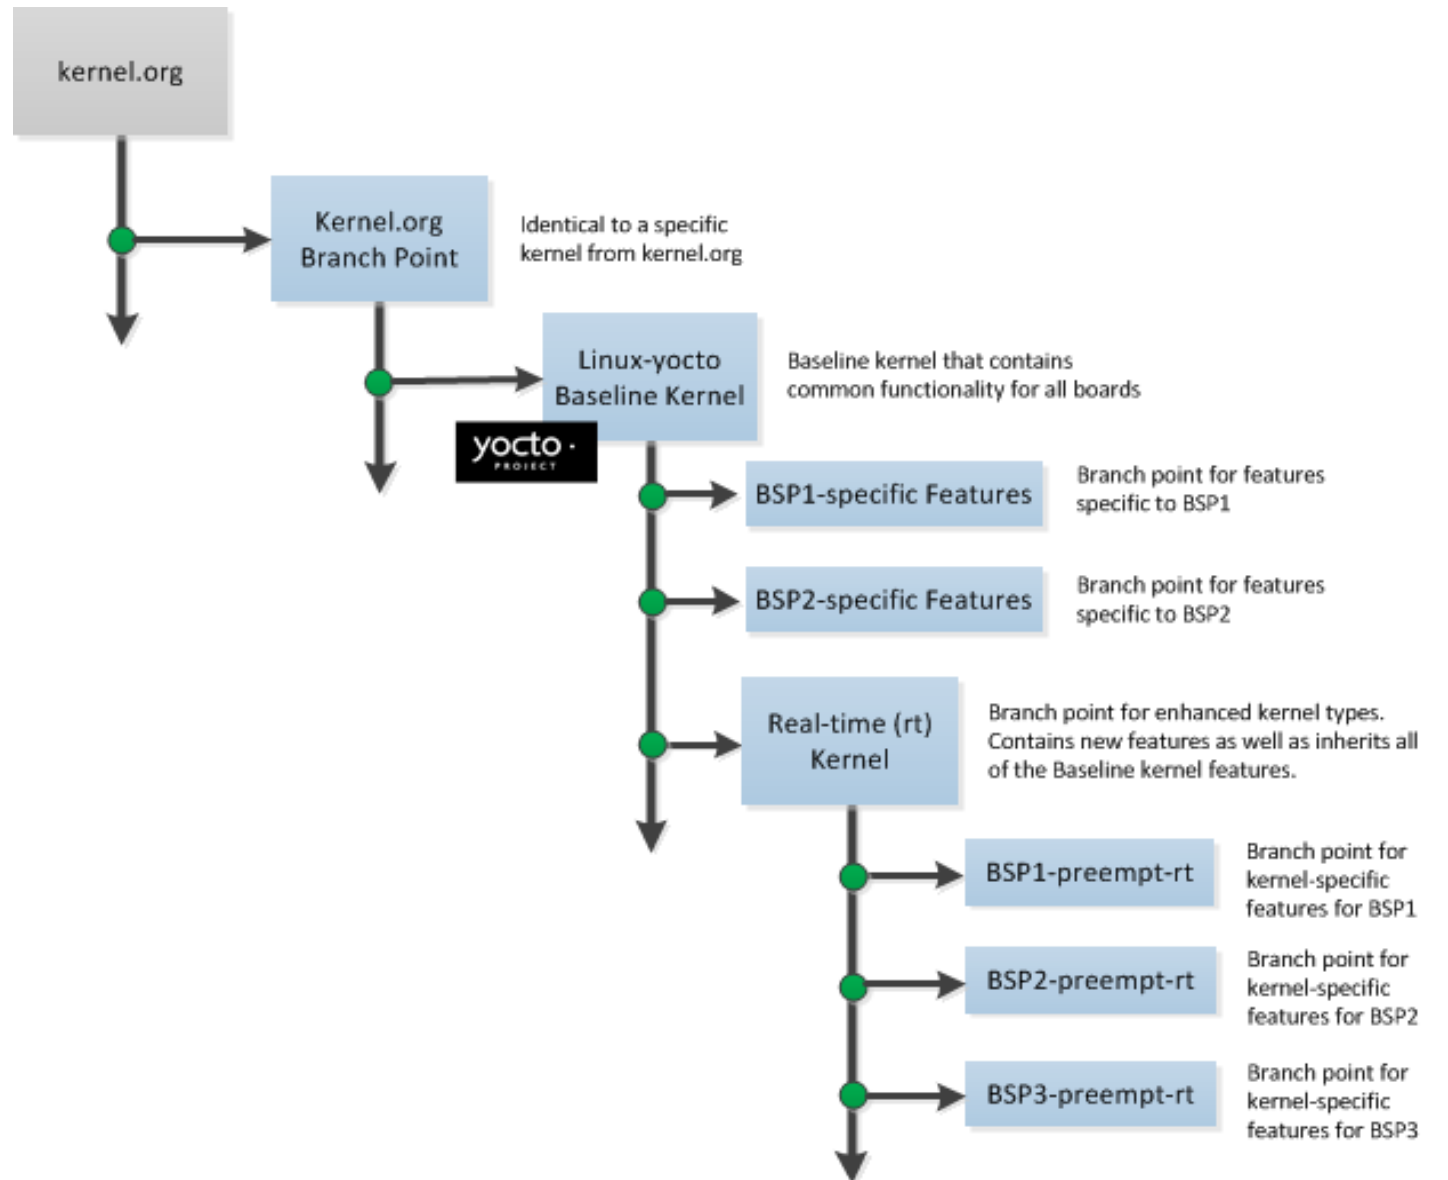 kernel.org
Kernel.org
Branch Point
Identical to a specific
kernel from kernel.org
Linux-yocto
Baseline Kernel
Baseline kernel that contains
common functionality for all boards
yocto ·
PROJECT
BSP1-specific Features
Branch point for features
specific to BSP1
BSP2-specific Features
Branch point for features
specific to BSP2
Real-time (rt)
Kernel
Branch point for enhanced kernel types.
Contains new features as well as inherits all
of the Baseline kernel features.
BSP1-preempt-rt
Branch point for
kernel-specific
features for BSP1
BSP2-preempt-rt
Branch point for
kernel-specific
features for BSP2
BSP3-preempt-rt
Branch point for
kernel-specific
features for BSP3